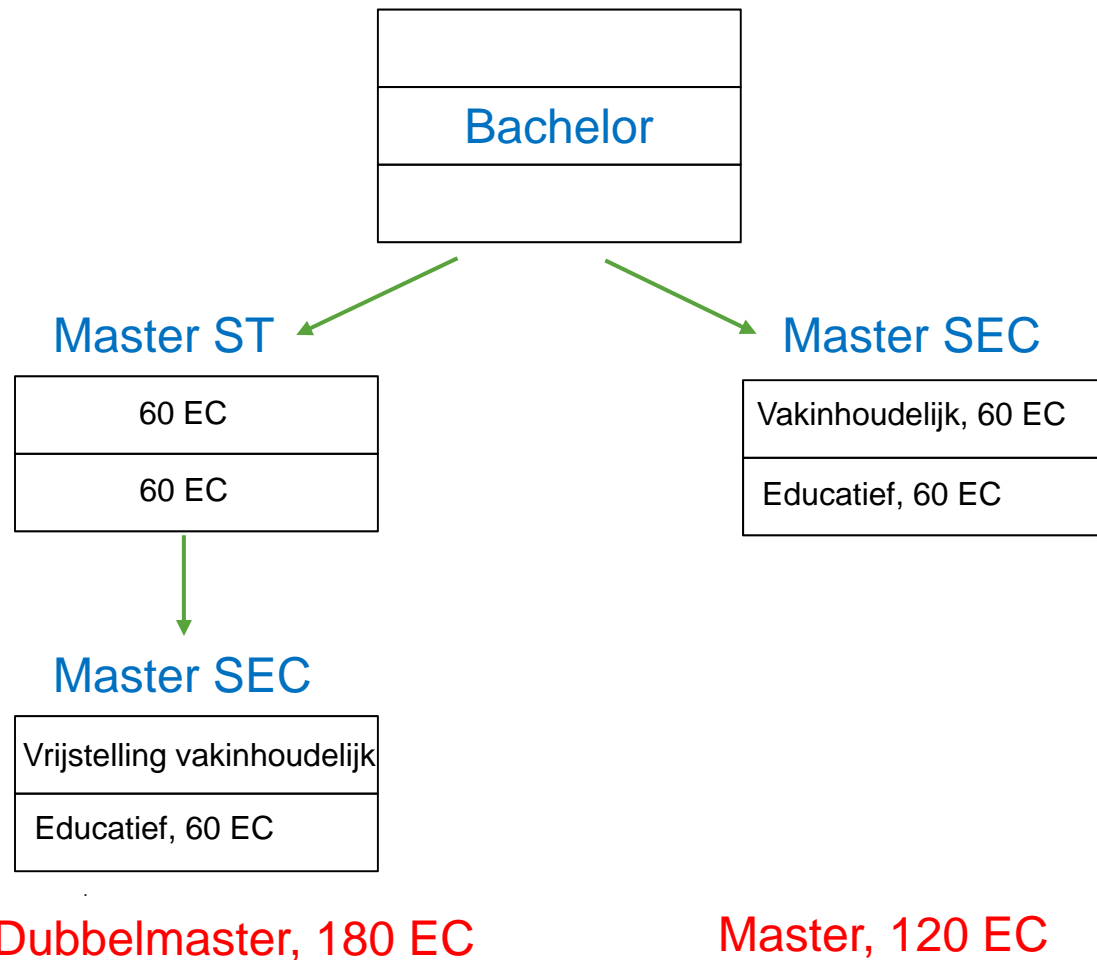 Bachelor
Master ST
60 EC
60 EC
Master SEC
Vrijstelling vakinhoudelijk
Educatief, 60 EC
Dubbelmaster, 180 EC
Master SEC
Vakinhoudelijk, 60 EC
Educatief, 60 EC
Master, 120 EC